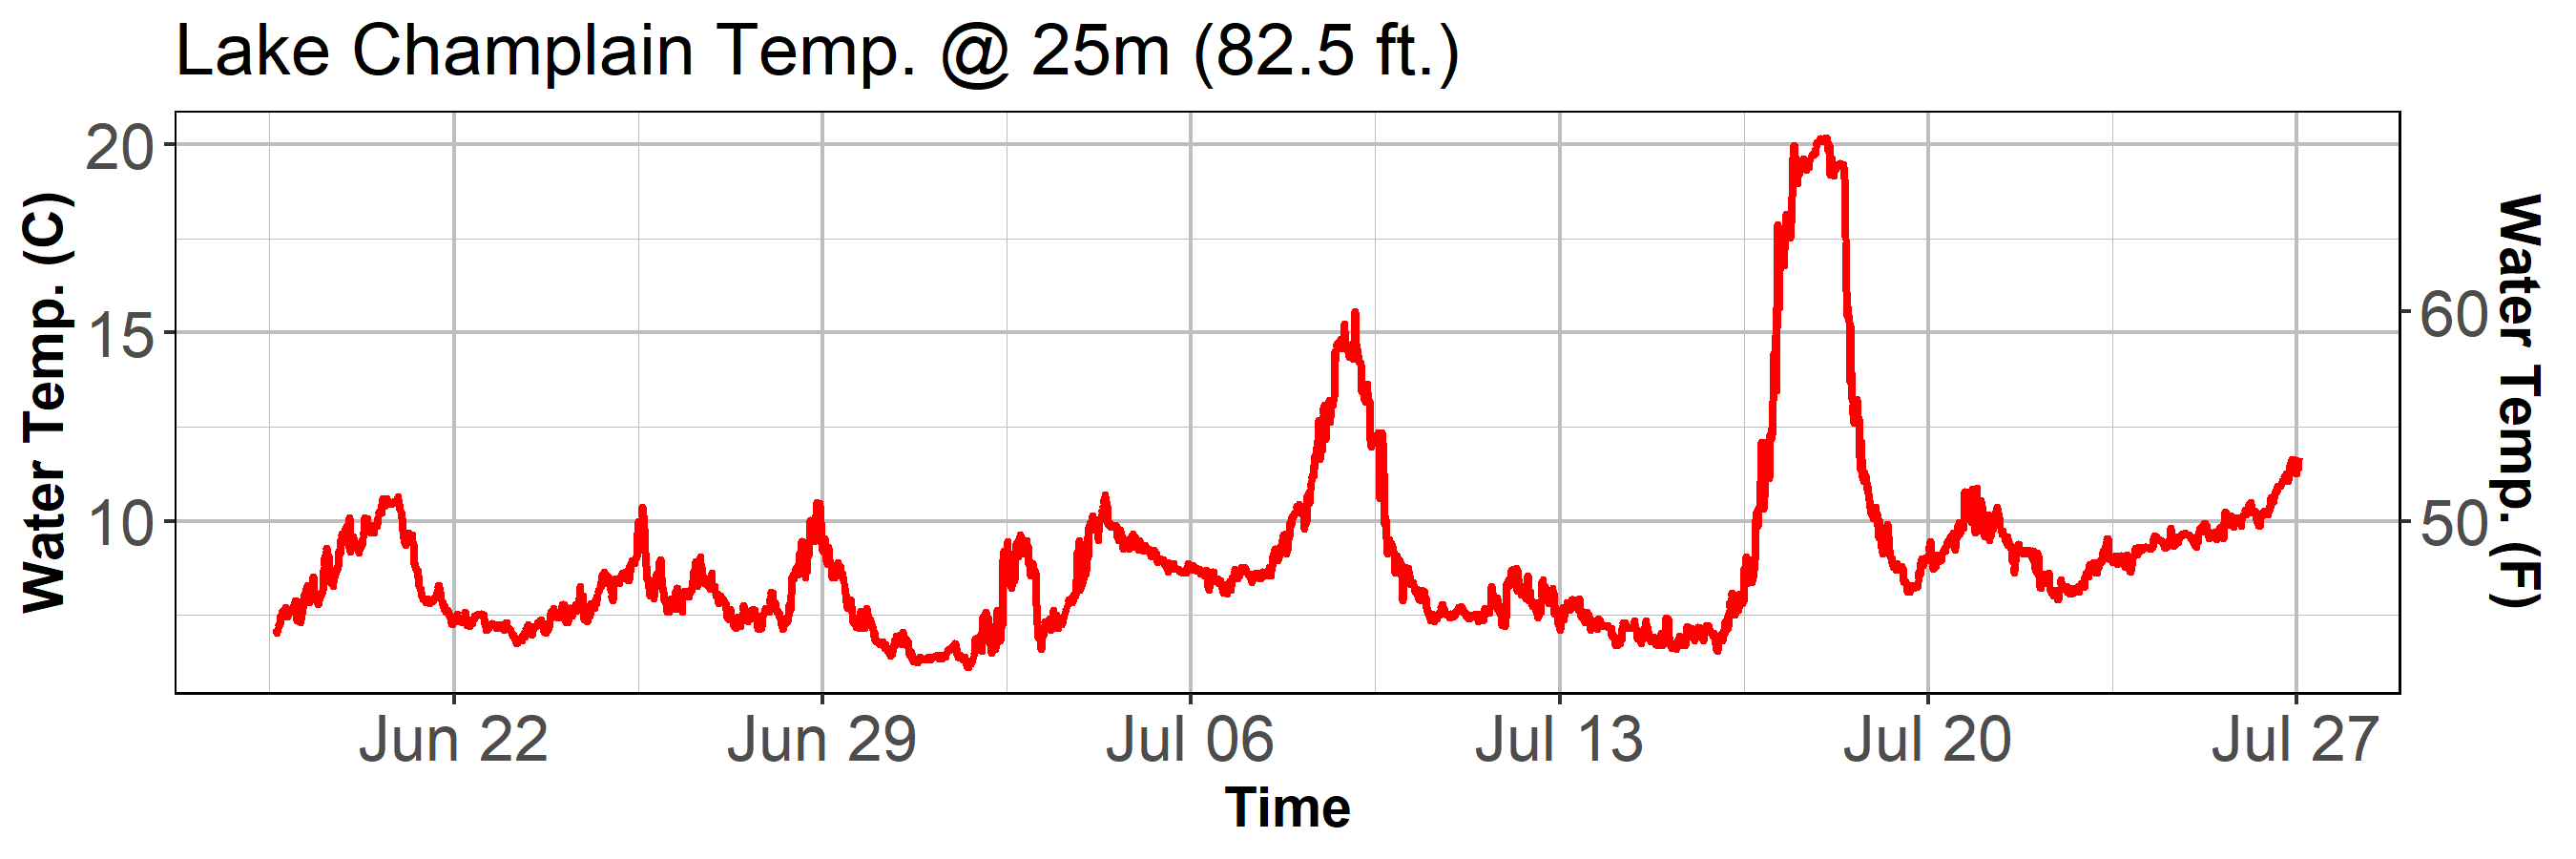 Lake Champlain Temp. @ 25m (82.5 ft.)
Water Temp. (C)
20
15
10
60
50
Water Temp. (F)
Jun 22 Jun 29 Jul 06 Jul 13 Jul 20 Jul 27
Time